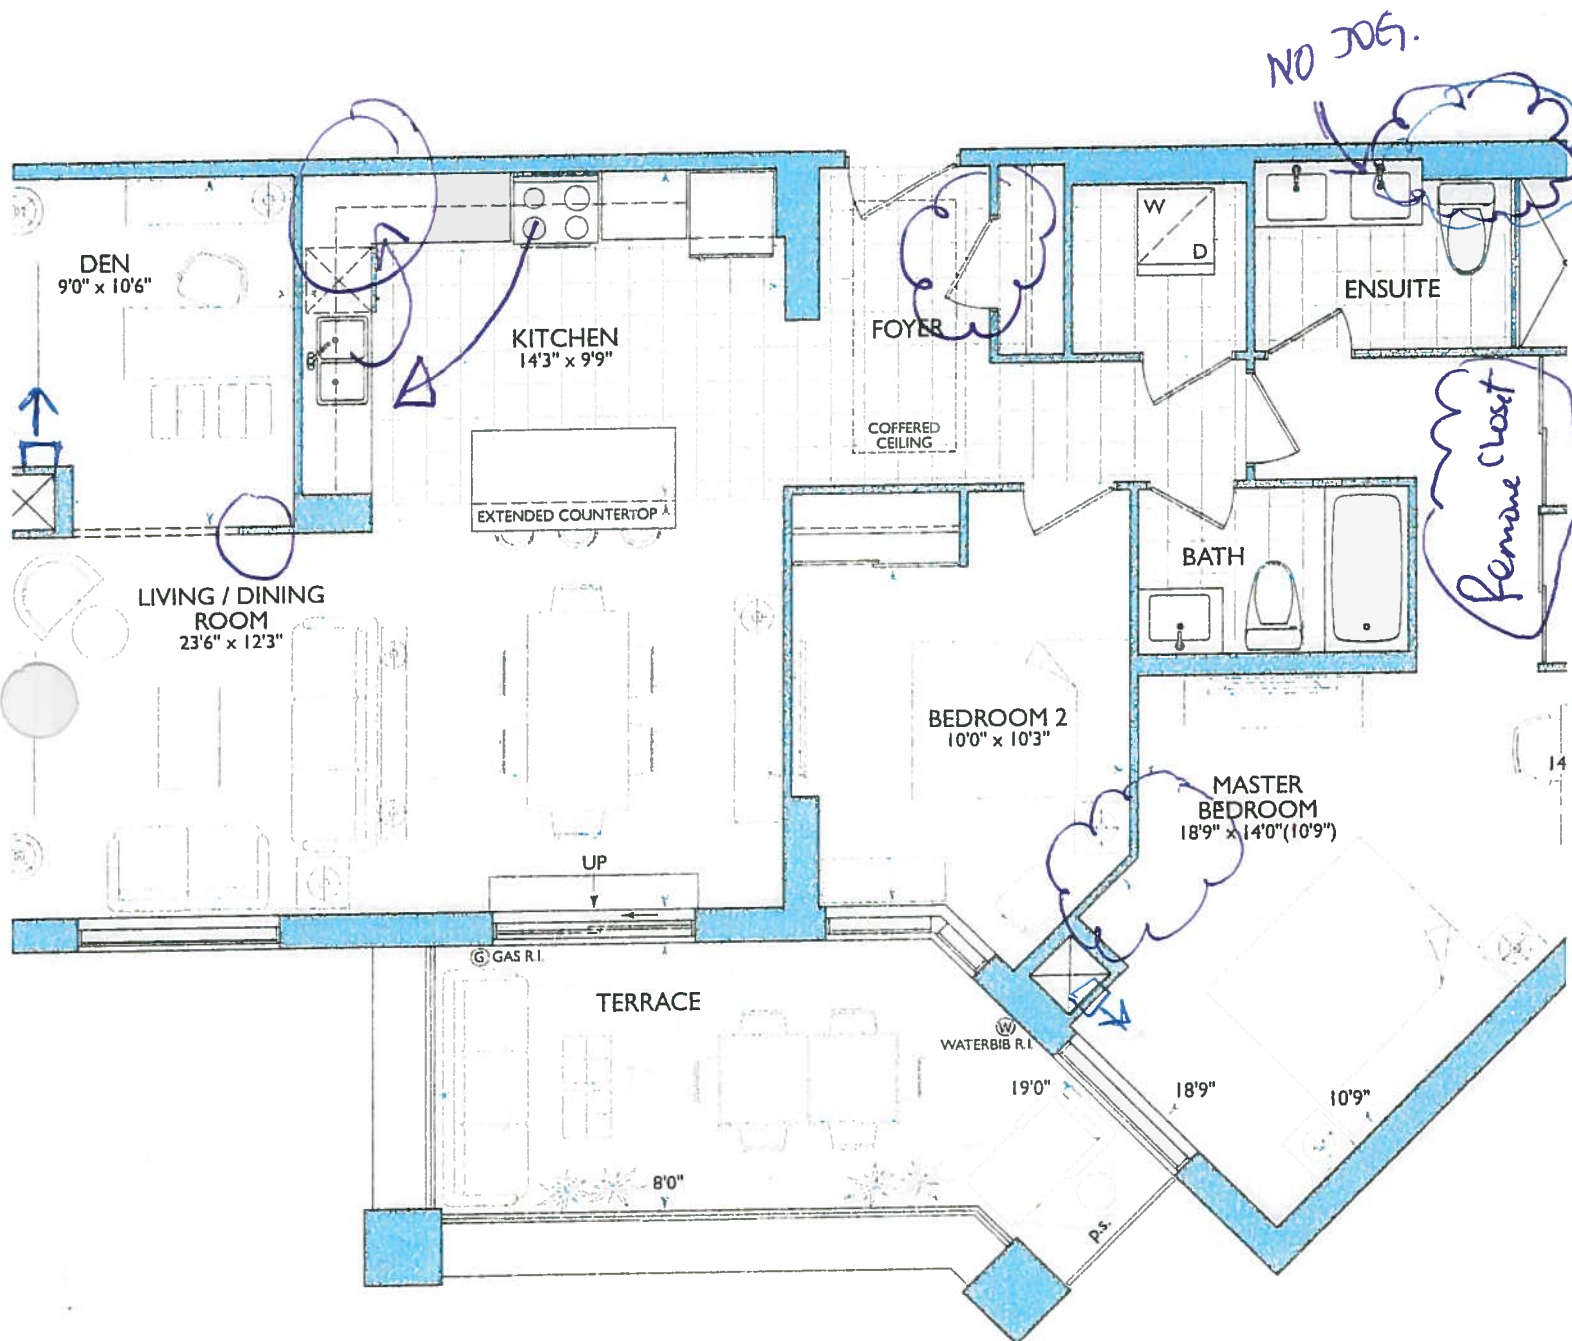 NO JOG.
W
D
DEN
9'0" x 10'6"
ENSUITE
KITCHEN
14'3" x 9'9"
FOYER
COFFERED
CEILING
Remove Closet
EXTENDED COUNTERTOP
BATH
LIVING / DINING
ROOM
23'6" x 12'3"
BEDROOM 2
10'0" x 10'3"
14
MASTER
BEDROOM
18'9" x 14'0"(10'9")
UP
G GAS R.I.
TERRACE
W
WATERBIB R.I.
19'0"
18'9"
10'9"
8'0"
p.s.